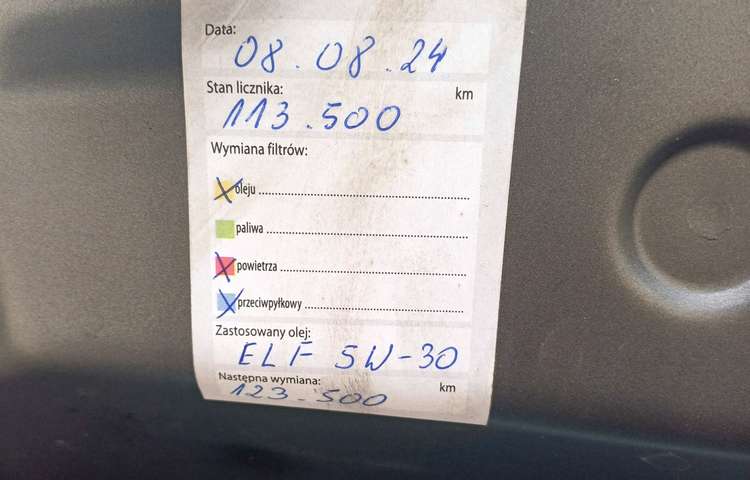 Data:
08.08.24
Stan licznika: km
113.500
Wymiana filtrów:
oleju
paliwa
powietrza
przeciwpyłkowy
Zastosowany olej:
ELF 5W-30
Następna wymiana: km
123.500